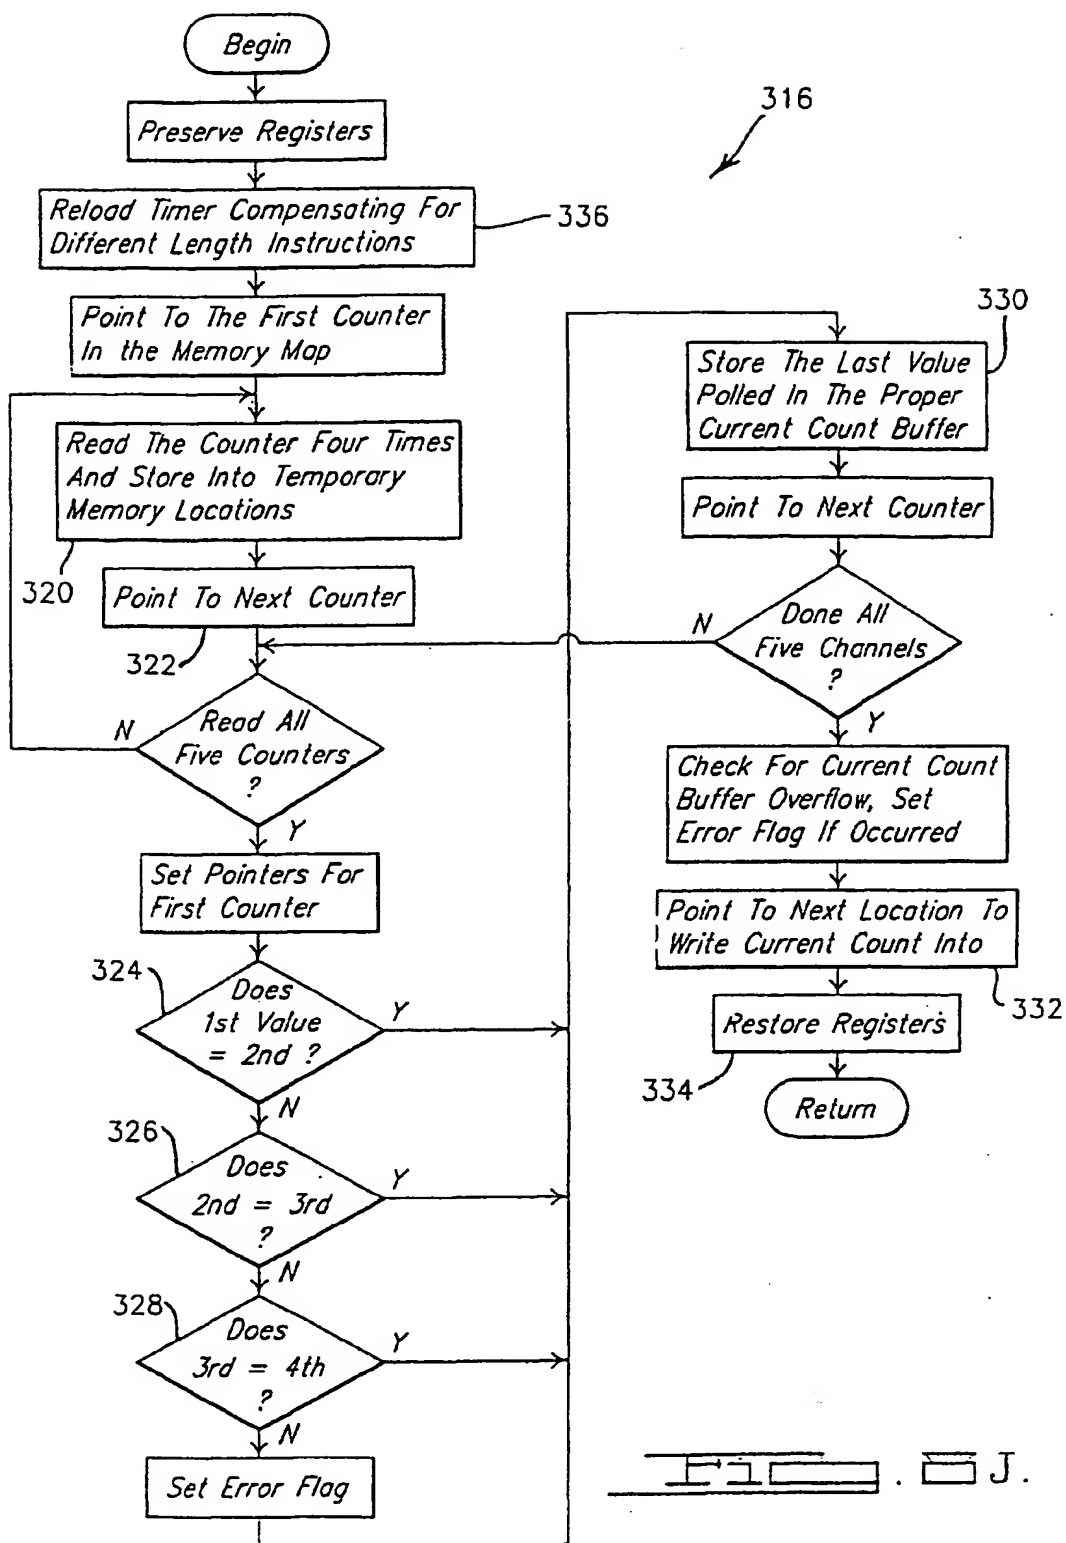 Begin
Preserve Registers
316
Reload Timer Compensating For
Different Length Instructions
336
Point To The First Counter
In the Memory Map
Read The Counter Four Times
And Store Into Temporary
Memory Locations
320
Point To Next Counter
322
N
Read All
Five Counters
?
Y
Set Pointers For
First Counter
324
Does
1st Value
= 2nd ?
Y
N
326
Does
2nd = 3rd
?
Y
N
328
Does
3rd = 4th
?
Y
N
Set Error Flag
330
Store The Last Value
Polled In The Proper
Current Count Buffer
Point To Next Counter
N
Done All
Five Channels
?
Y
Check For Current Count
Buffer Overflow, Set
Error Flag If Occurred
Point To Next Location To
Write Current Count Into
332
Restore Registers
334
Return
J.